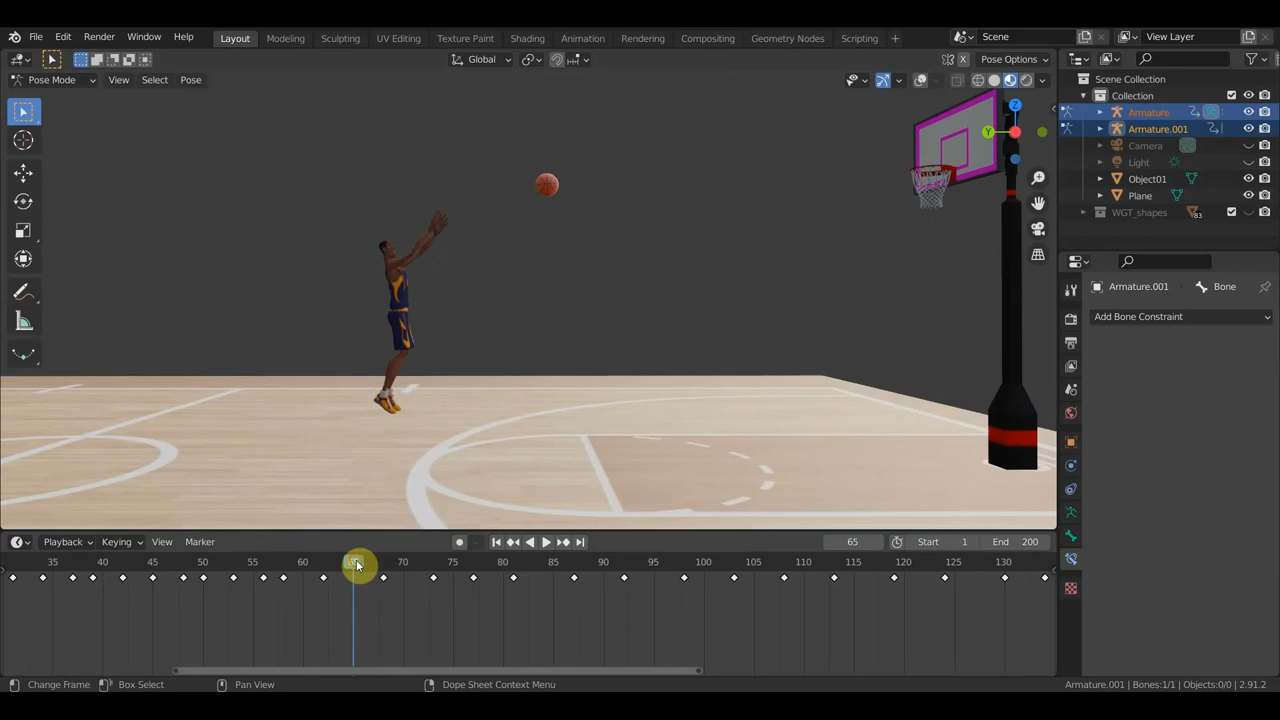 File Edit Render Window Help Layout Modeling Sculpting UV Editing Texture Paint Shading Animation Rendering Compositing Geometry Nodes Scripting + Scene View Layer
Global X Pose Options
Pose Mode View Select Pose
Scene Collection
Collection
Armature
Armature.001
Camera
Light
Object01
Plane
WGT_shapes 83
Z
Y
Armature.001 Bone
Add Bone Constraint
Playback Keying View Marker 65 Start 1 End 200
35 40 45 50 55 60 70 75 80 85 90 95 100 105 110 115 120 125 130
Change Frame Box Select Pan View Dope Sheet Context Menu Armature.001 | Bones:1/1 | Objects:0/0 | 2.91.2